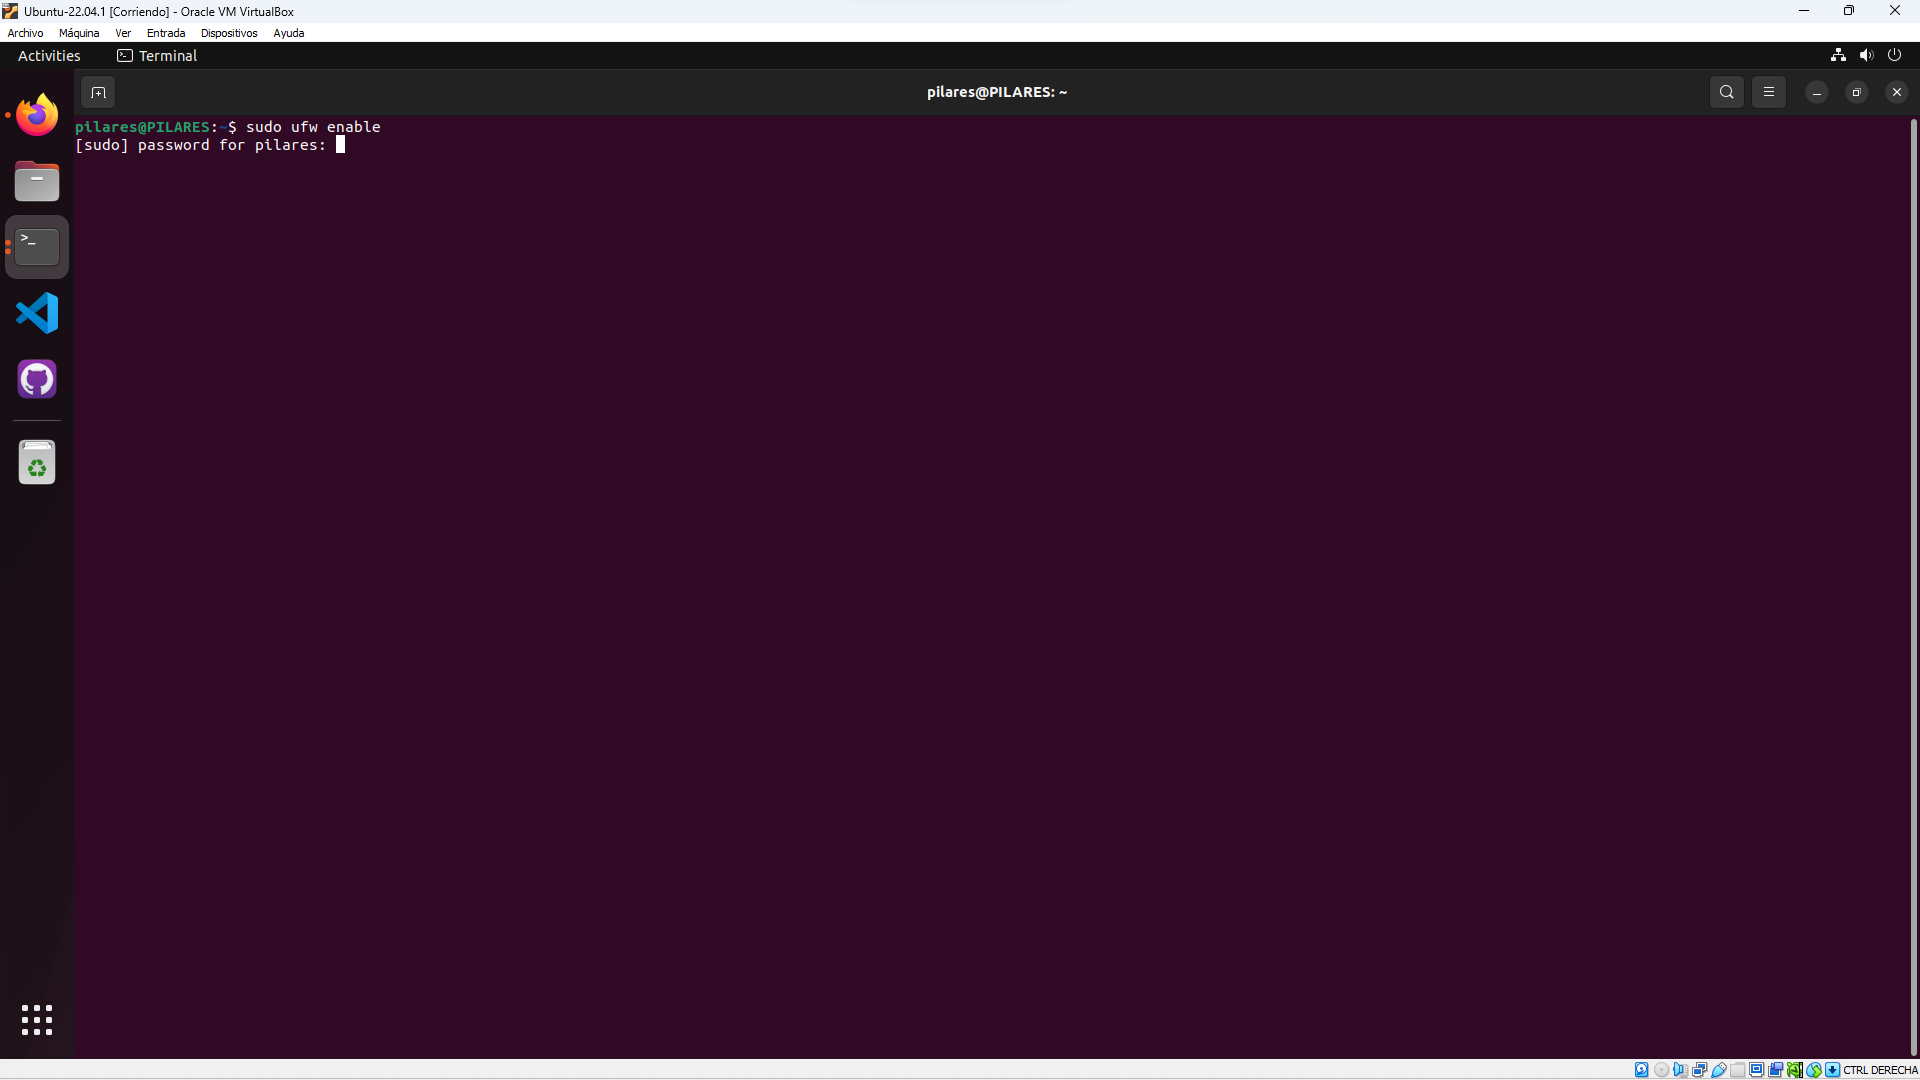 Ubuntu-22.04.1 [Corriendo] - Oracle VM VirtualBox
Archivo Máquina Ver Entrada Dispositivos Ayuda
Activities Terminal
pilares@PILARES: ~
pilares@PILARES:~$ sudo ufw enable
[sudo] password for pilares:
CTRL DERECHA